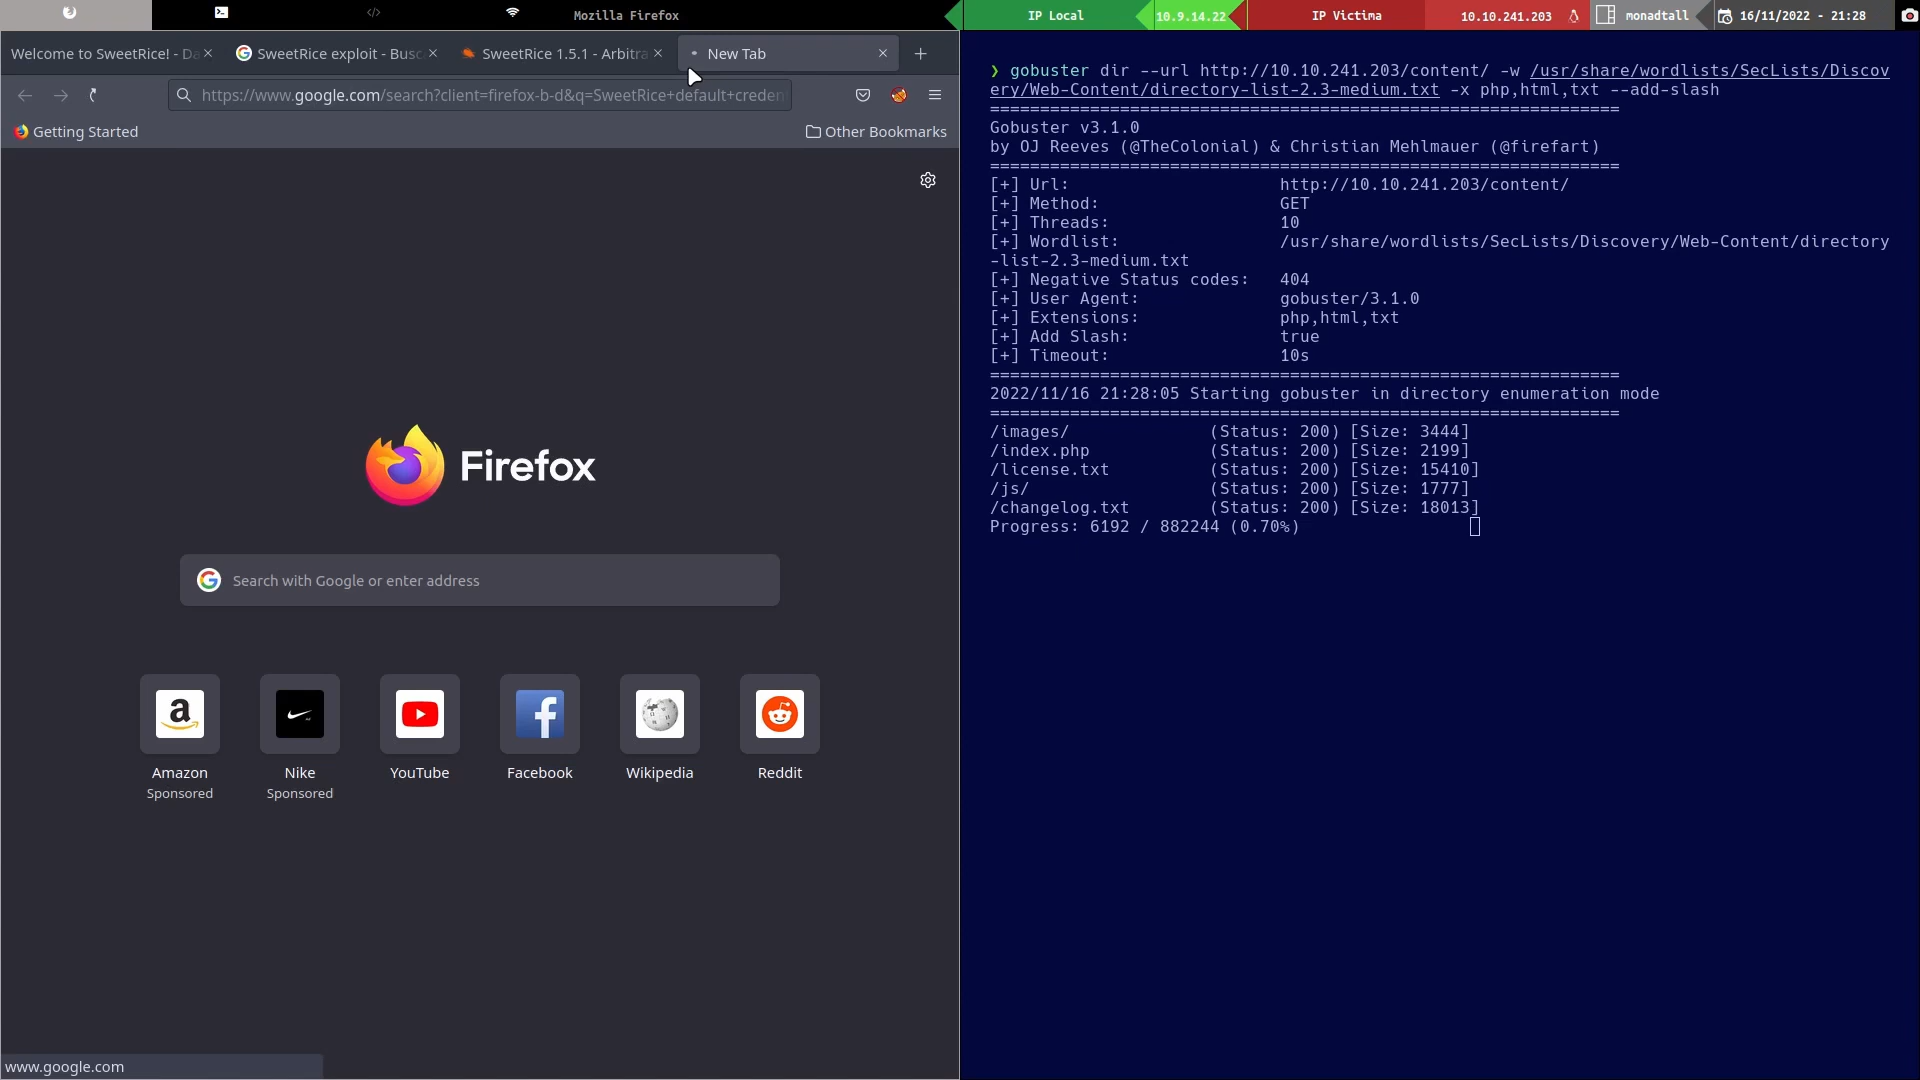 Mozilla Firefox
IP Local
10.9.14.22
IP Victima
10.10.241.203
monadtall
16/11/2022 - 21:28
Welcome to SweetRice! - Da
SweetRice exploit - Busc
SweetRice 1.5.1 - Arbitra
New Tab
https://www.google.com/search?client=firefox-b-d&q=SweetRice+default+creden
Getting Started
Other Bookmarks
Firefox
Search with Google or enter address
Amazon
Sponsored
Nike
Sponsored
YouTube
Facebook
Wikipedia
Reddit
www.google.com
❯ gobuster dir --url http://10.10.241.203/content/ -w /usr/share/wordlists/SecLists/Discov
ery/Web-Content/directory-list-2.3-medium.txt -x php,html,txt --add-slash
===============================================================
Gobuster v3.1.0
by OJ Reeves (@TheColonial) & Christian Mehlmauer (@firefart)
===============================================================
[+] Url:                     http://10.10.241.203/content/
[+] Method:                  GET
[+] Threads:                 10
[+] Wordlist:                /usr/share/wordlists/SecLists/Discovery/Web-Content/directory
-list-2.3-medium.txt
[+] Negative Status codes:   404
[+] User Agent:              gobuster/3.1.0
[+] Extensions:              php,html,txt
[+] Add Slash:               true
[+] Timeout:                 10s
===============================================================
2022/11/16 21:28:05 Starting gobuster in directory enumeration mode
===============================================================
/images/              (Status: 200) [Size: 3444]
/index.php            (Status: 200) [Size: 2199]
/license.txt          (Status: 200) [Size: 15410]
/js/                  (Status: 200) [Size: 1777]
/changelog.txt        (Status: 200) [Size: 18013]
Progress: 6192 / 882244 (0.70%)